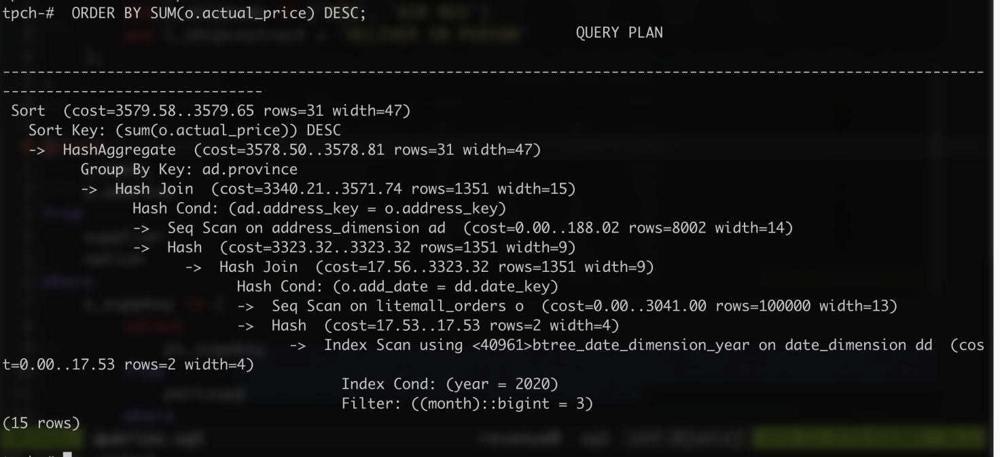 tpch-#  ORDER BY SUM(o.actual_price) DESC;
QUERY PLAN
-----------------------------------------------------------------------------------------------------------------
------------------------------
Sort  (cost=3579.58..3579.65 rows=31 width=47)
Sort Key: (sum(o.actual_price)) DESC
->  HashAggregate  (cost=3578.50..3578.81 rows=31 width=47)
Group By Key: ad.province
->  Hash Join  (cost=3340.21..3571.74 rows=1351 width=15)
Hash Cond: (ad.address_key = o.address_key)
->  Seq Scan on address_dimension ad  (cost=0.00..188.02 rows=8002 width=14)
->  Hash  (cost=3323.32..3323.32 rows=1351 width=9)
->  Hash Join  (cost=17.56..3323.32 rows=1351 width=9)
Hash Cond: (o.add_date = dd.date_key)
->  Seq Scan on litemall_orders o  (cost=0.00..3041.00 rows=100000 width=13)
->  Hash  (cost=17.53..17.53 rows=2 width=4)
->  Index Scan using <40961>btree_date_dimension_year on date_dimension dd  (cos
t=0.00..17.53 rows=2 width=4)
Index Cond: (year = 2020)
Filter: ((month)::bigint = 3)
(15 rows)